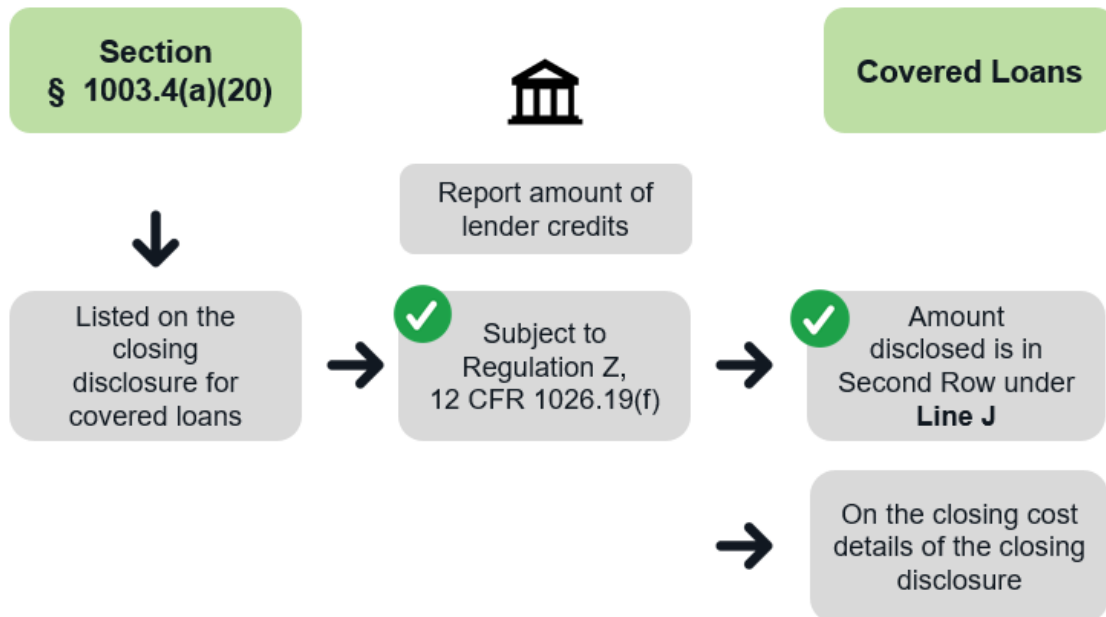 Section
§ 1003.4(a)(20)
Covered Loans
Report amount of
lender credits
Listed on the
closing
disclosure for
covered loans
Subject to
Regulation Z,
12 CFR 1026.19(f)
Amount
disclosed is in
Second Row under
Line J
On the closing cost
details of the closing
disclosure